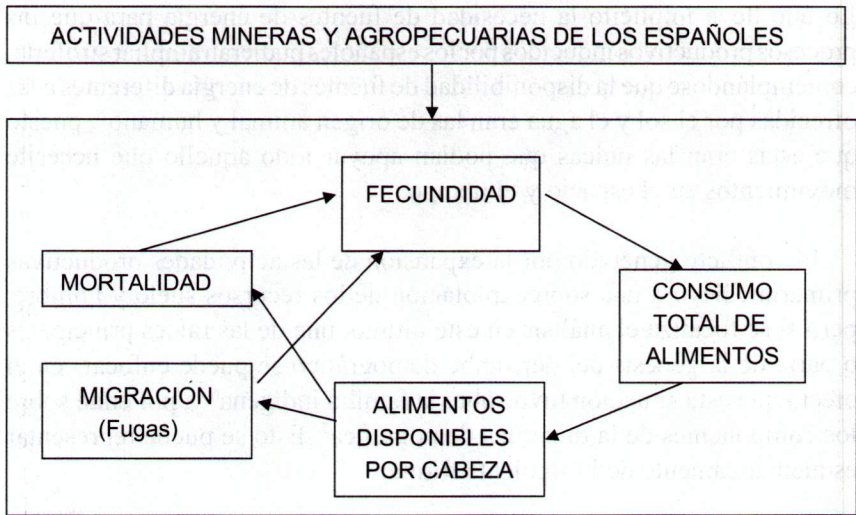 ACTIVIDADES MINERAS Y AGROPECUARIAS DE LOS ESPAÑOLES
FECUNDIDAD
MORTALIDAD
CONSUMO
TOTAL DE
ALIMENTOS
MIGRACIÓN
(Fugas)
ALIMENTOS
DISPONIBLES
POR CABEZA